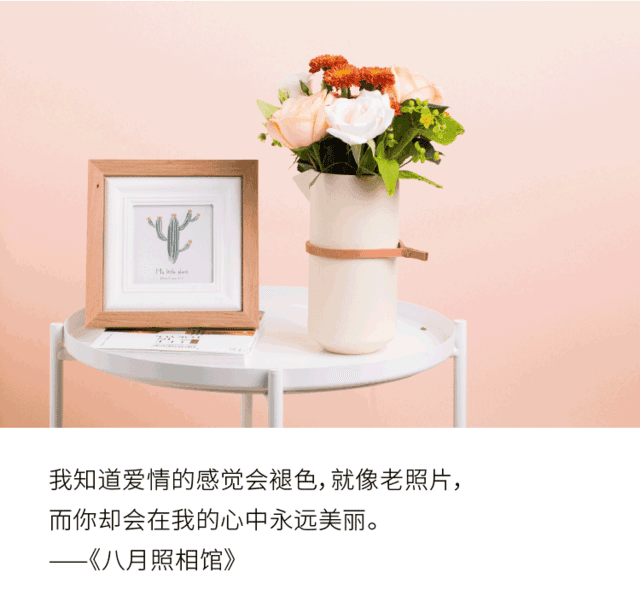 My little plant
我知道爱情的感觉会褪色，就像老照片，
而你却会在我的心中永远美丽。
——《八月照相馆》